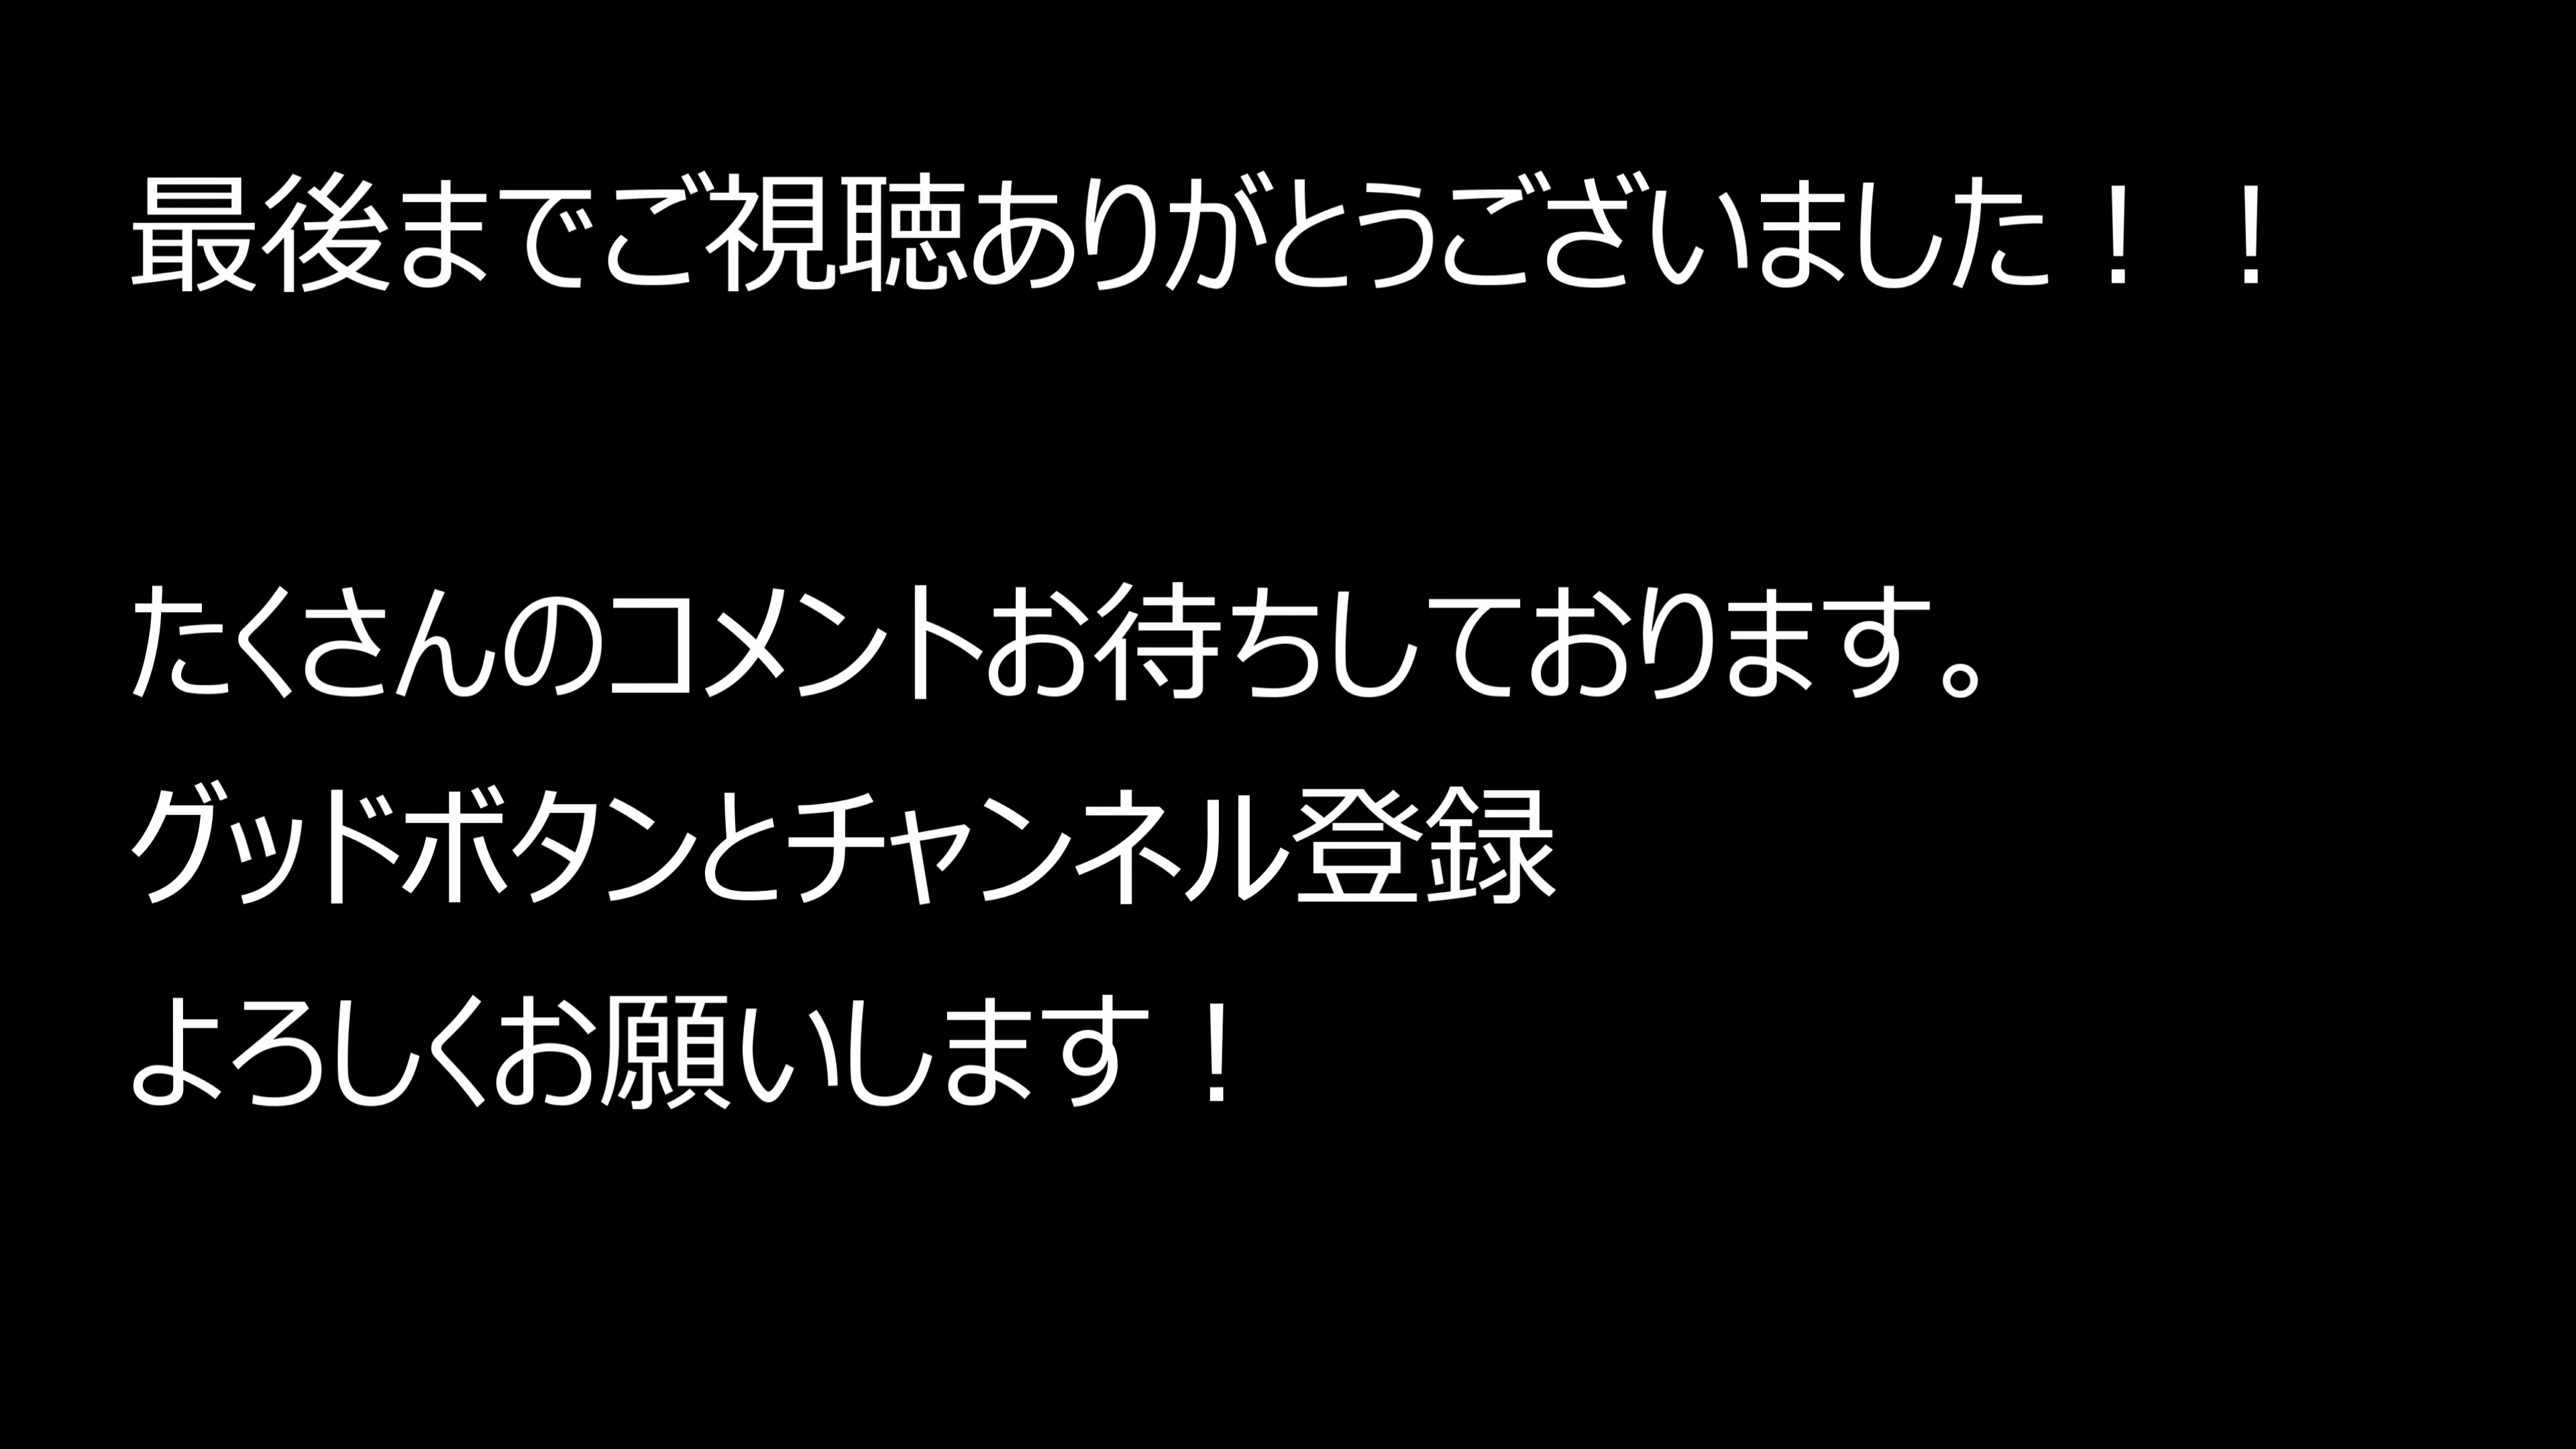 最後までご視聴ありがとうございました！！
たくさんのコメントお待ちしております。
グッドボタンとチャンネル登録
よろしくお願いします！